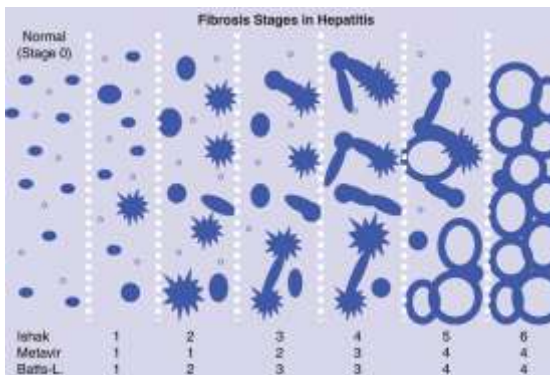 Fibrosis Stages in Hepatitis
Normal
(Stage 0)
Ishak 1 2 3 4 5 6
Metavir 1 1 2 3 4 4
Batts-L. 1 2 3 3 4 4